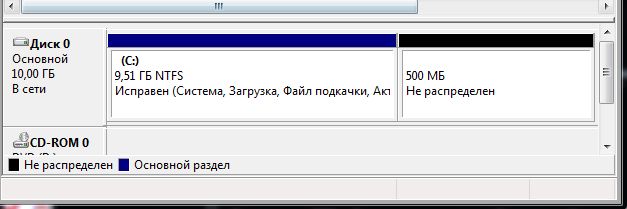 Диск 0
Основной
10,00 ГБ
В сети
(C:)
9,51 ГБ NTFS
Исправен (Система, Загрузка, Файл подкачки, Акт
500 МБ
Не распределен
CD-ROM 0
Не распределен
Основной раздел